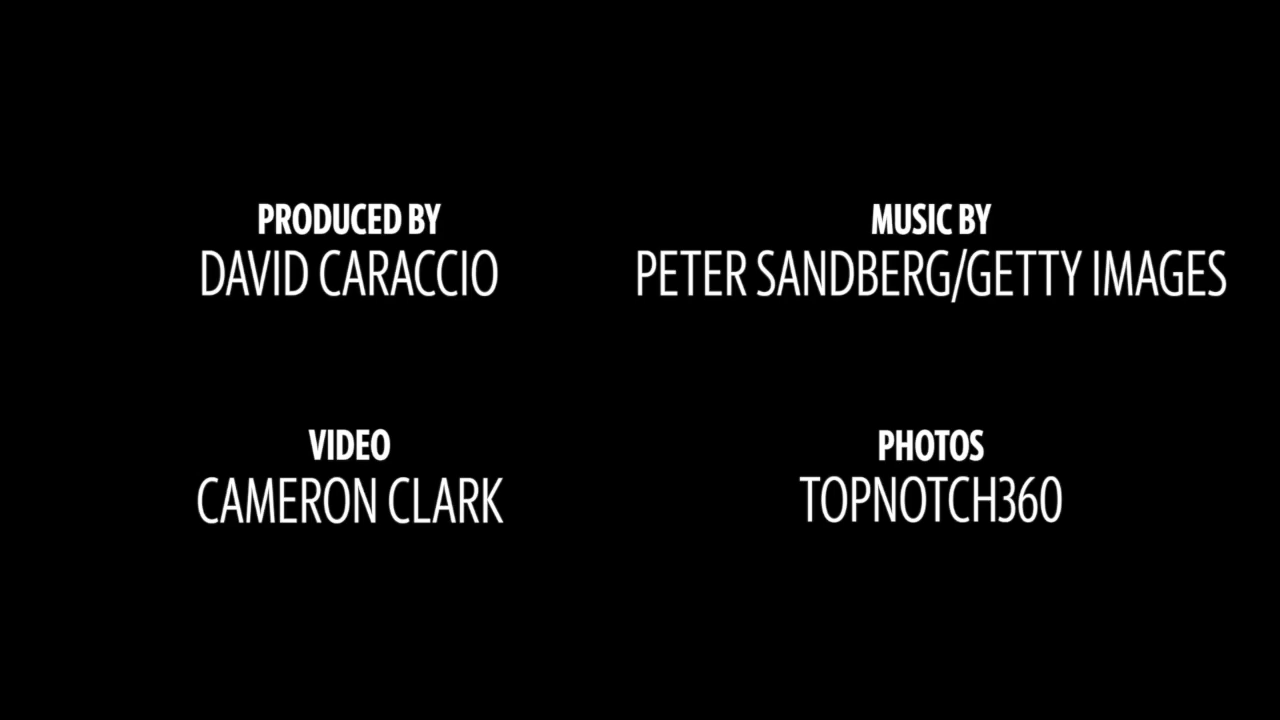 PRODUCED BY
DAVID CARACCIO
MUSIC BY
PETER SANDBERG/GETTY IMAGES
VIDEO
CAMERON CLARK
PHOTOS
TOPNOTCH360